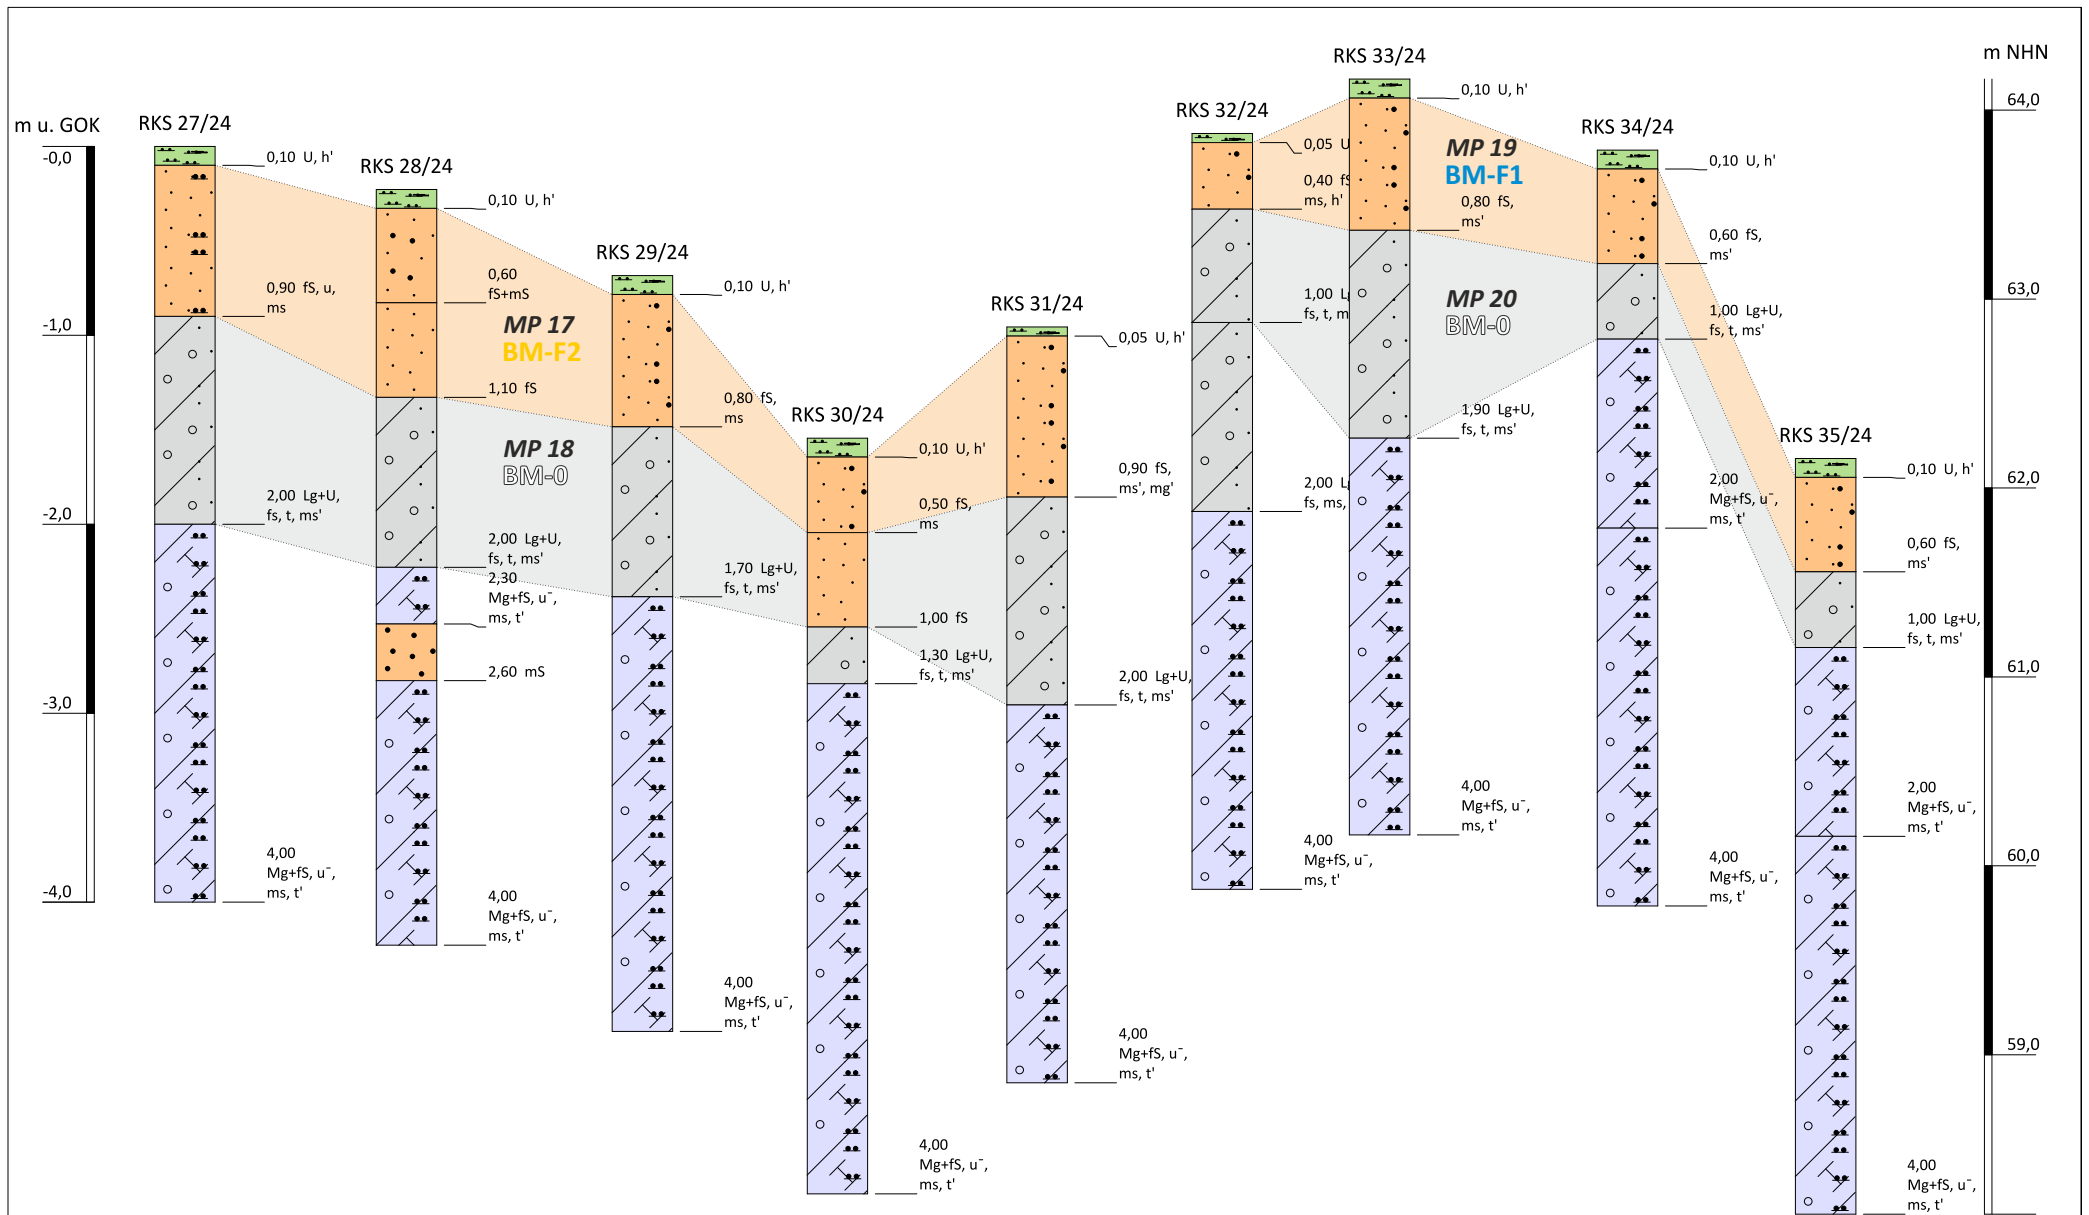 m u. GOK
-0,0
-1,0
-2,0
-3,0
-4,0
RKS 27/24
0,10 U, h'
0,90 fS, u,
ms
2,00 Lg+U,
fs, t, ms'
4,00
Mg+fS, u¯,
ms, t'
RKS 28/24
0,10 U, h'
0,60
fS+mS
1,10 fS
2,00 Lg+U,
fs, t, ms'
2,30
Mg+fS, u¯,
ms, t'
2,60 mS
4,00
Mg+fS, u¯,
ms, t'
MP 17
BM-F2
MP 18
BM-0
RKS 29/24
0,10 U, h'
0,80 fS,
ms
1,70 Lg+U,
fs, t, ms'
4,00
Mg+fS, u¯,
ms, t'
RKS 30/24
0,10 U, h'
0,50 fS,
ms
1,00 fS
1,30 Lg+U,
fs, t, ms'
4,00
Mg+fS, u¯,
ms, t'
RKS 31/24
0,05 U, h'
0,90 fS,
ms', mg'
2,00 Lg+U,
fs, t, ms'
4,00
Mg+fS, u¯,
ms, t'
RKS 32/24
0,05 U
0,40 fS
ms, h'
1,00 L
fs, t, m
2,00 L
fs, ms,
4,00
Mg+fS, u¯,
ms, t'
RKS 33/24
0,10 U, h'
0,80 fS,
ms'
1,90 Lg+U,
fs, t, ms'
4,00
Mg+fS, u¯,
ms, t'
MP 19
BM-F1
MP 20
BM-0
RKS 34/24
0,10 U, h'
0,60 fS,
ms'
1,00 Lg+U,
fs, t, ms'
2,00
Mg+fS, u¯,
ms, t'
4,00
Mg+fS, u¯,
ms, t'
RKS 35/24
0,10 U, h'
0,60 fS,
ms'
1,00 Lg+U,
fs, t, ms'
2,00
Mg+fS, u¯,
ms, t'
4,00
Mg+fS, u¯,
ms, t'
m NHN
64,0
63,0
62,0
61,0
60,0
59,0